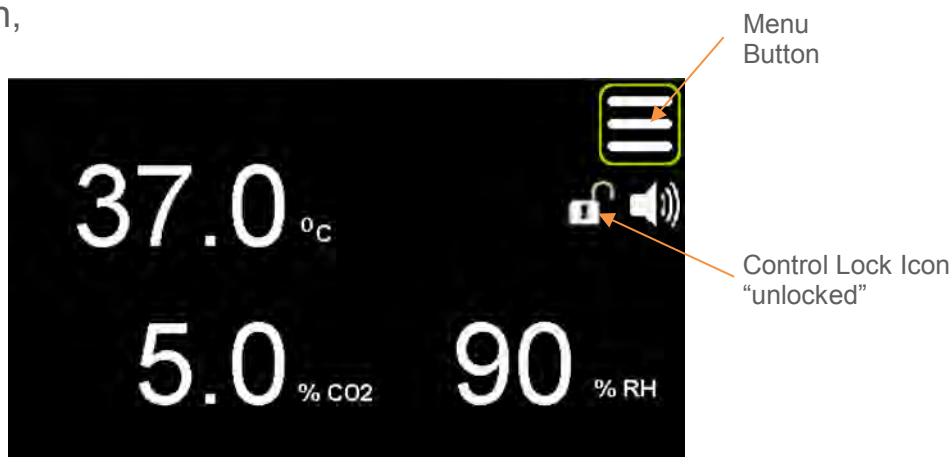 n,
Menu
Button
37.0 °C
Control Lock Icon
“unlocked”
5.0 % CO2 90 % RH